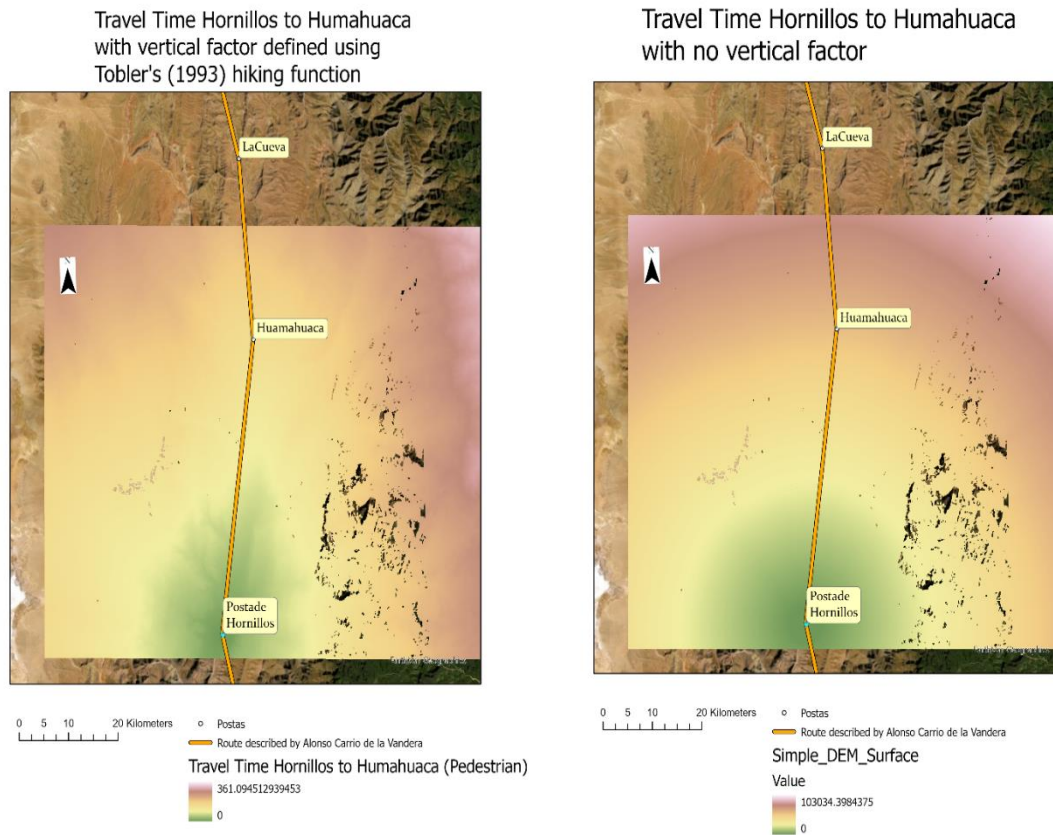 Travel Time Hornillos to Humahuaca
with vertical factor defined using
Tobler's (1993) hiking function
LaCueva
Huamahuaca
Postade
Hornillos
0 5 10 20 Kilometers
Postas
Route described by Alonso Carrio de la Vandera
Travel Time Hornillos to Humahuaca (Pedestrian)
361.094512939453
0
Travel Time Hornillos to Humahuaca
with no vertical factor
LaCueva
Huamahuaca
Postade
Hornillos
0 5 10 20 Kilometers
Postas
Route described by Alonso Carrio de la Vandera
Simple_DEM_Surface
Value
103034.3984375
0